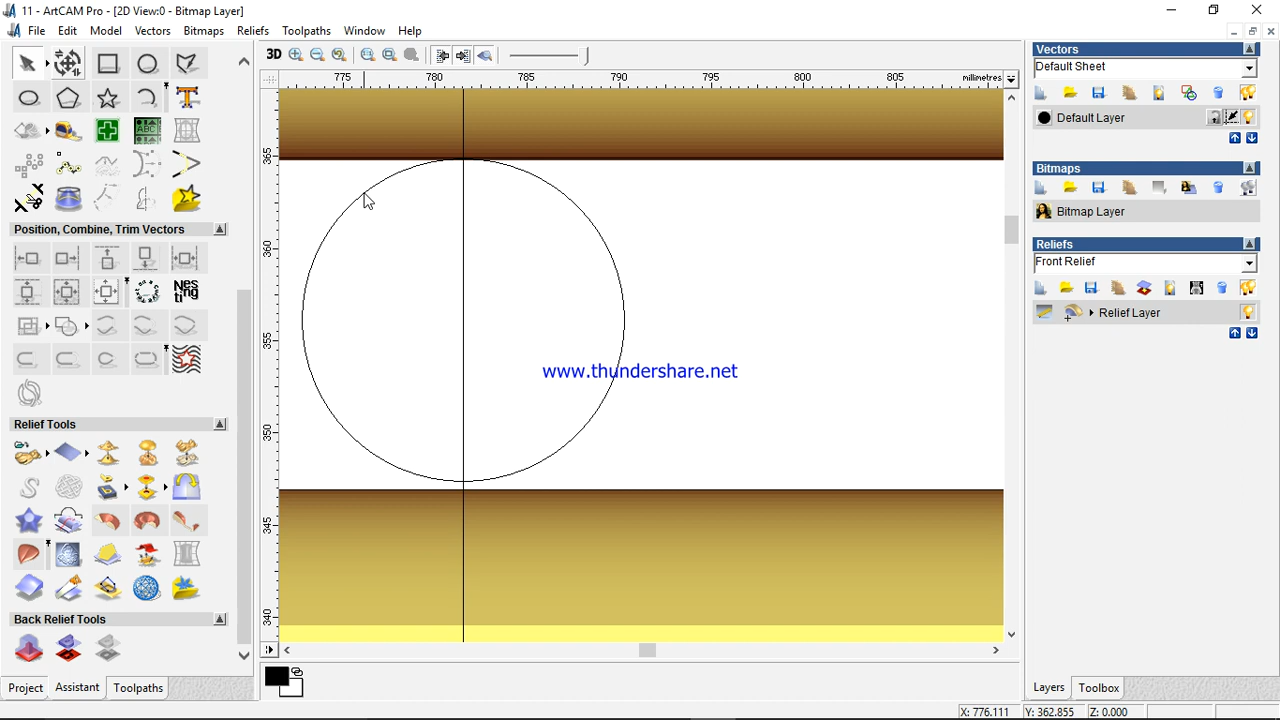 11 - ArtCAM Pro - [2D View:0 - Bitmap Layer]
File Edit Model Vectors Bitmaps Reliefs Toolpaths Window Help
3D
775 780 785 790 795 800 805 millimetres
365
360
355
350
345
340
ABC
Position, Combine, Trim Vectors
Nesting
Relief Tools
Back Relief Tools
Project Assistant Toolpaths
www.thundershare.net
Vectors
Default Sheet
Default Layer
Bitmaps
Bitmap Layer
Reliefs
Front Relief
Relief Layer
Layers Toolbox
X: 776.111 Y: 362.855 Z: 0.000